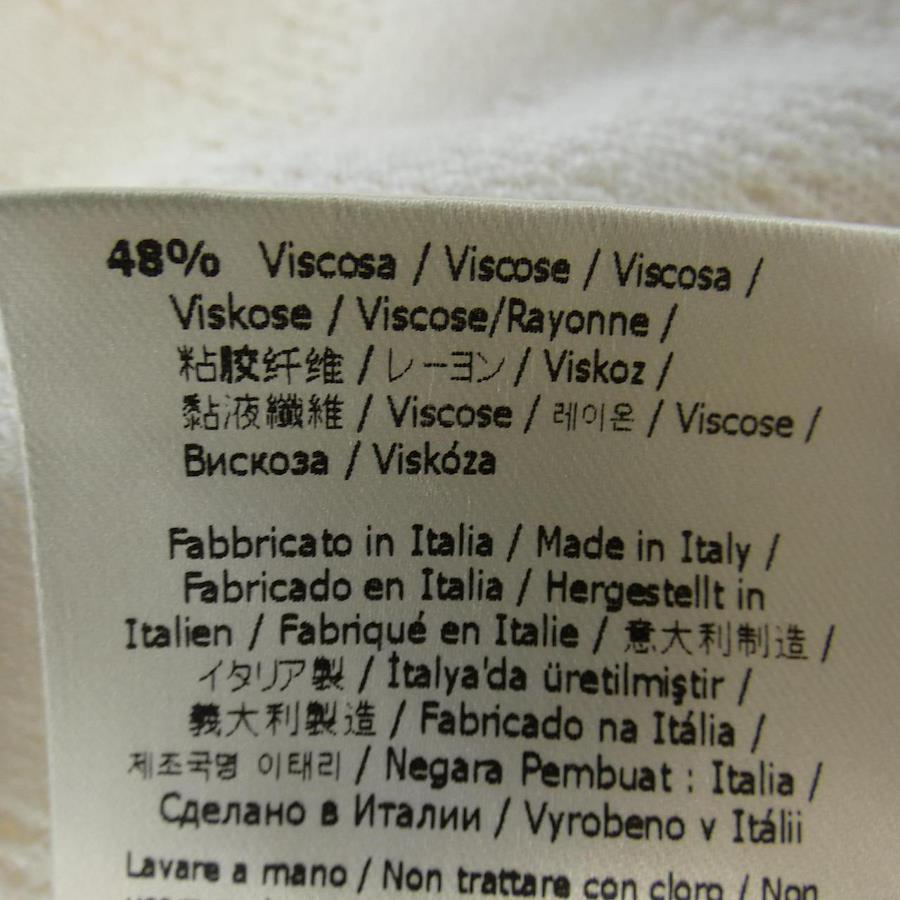 48% Viscosa / Viscose / Viscosa /
Viskose / Viscose/Rayonne /
粘胶纤维 / レーヨン / Viskoz /
黏液纖維 / Viscose / 레이온 / Viscose /
Вискоза / Viskóza
Fabbricato in Italia / Made in Italy /
Fabricado en Italia / Hergestellt in
Italien / Fabriqué en Italie / 意大利制造 /
イタリア製 / İtalya'da üretilmiştir /
義大利製造 / Fabricado na Itália /
제조국명 이태리 / Negara Pembuat : Italia /
Сделано в Италии / Vyrobeno v Itálii
Lavare a mano / Non trattare con cloro / Non